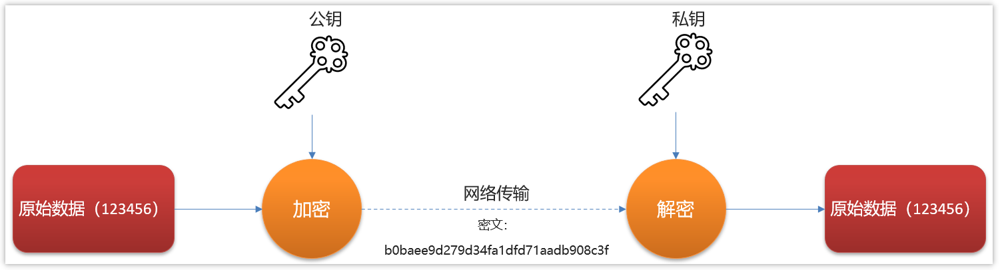 公钥
私钥
原始数据（123456）
加密
网络传输
密文：
b0baee9d279d34fa1dfd71aadb908c3f
解密
原始数据（123456）